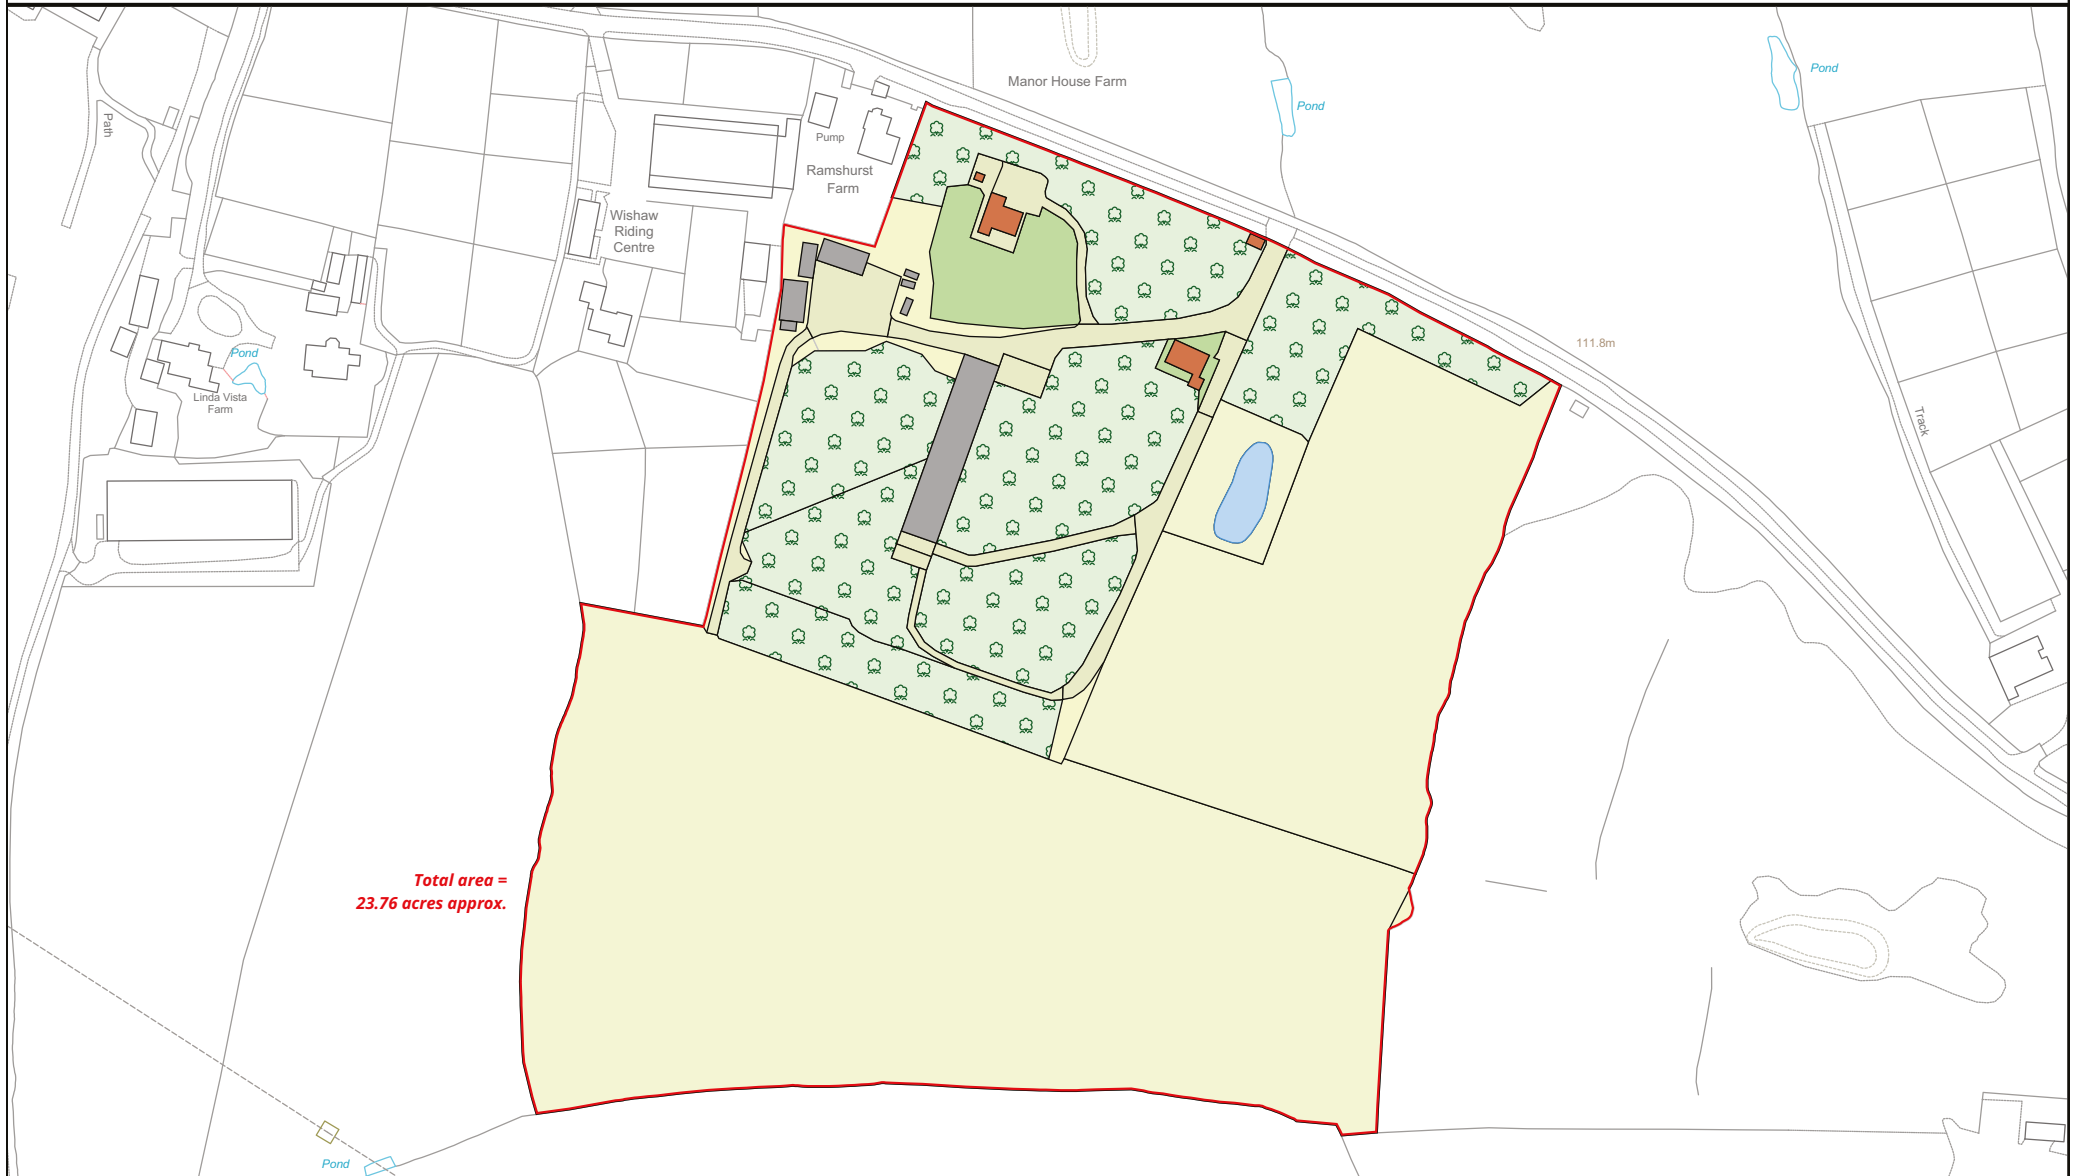 Manor House Farm
Pond
Pond
Path
Pump
Ramshurst
Farm
Wishaw
Riding
Centre
111.8m
Pond
Linda Vista
Farm
Track
Total area =
23.76 acres approx.
Pond